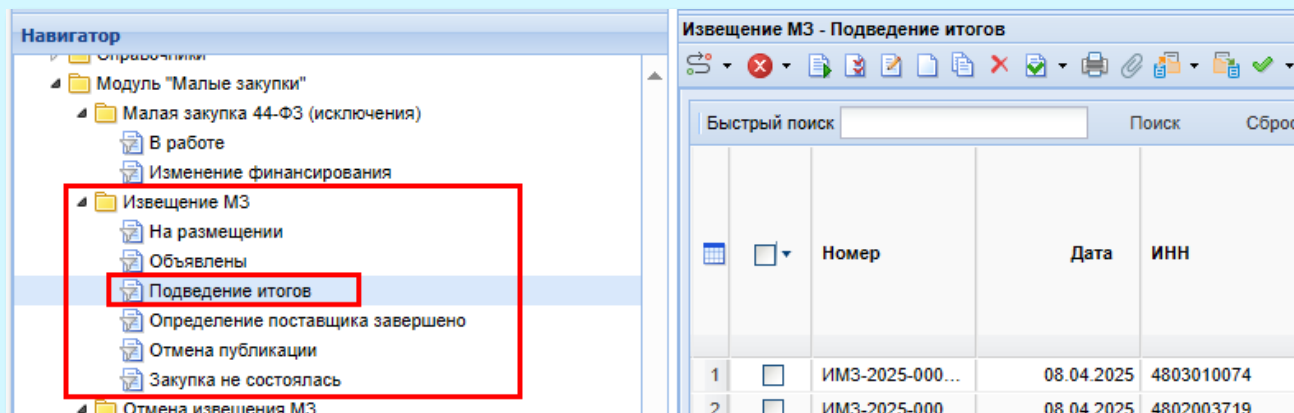 Навигатор
Справочники
Модуль "Малые закупки"
Малая закупка 44-ФЗ (исключения)
В работе
Изменение финансирования
Извещение МЗ
На размещении
Объявлены
Подведение итогов
Определение поставщика завершено
Отмена публикации
Закупка не состоялась
Отмена извещения МЗ
Извещение МЗ - Подведение итогов
Быстрый поиск Поиск Сброс
Номер Дата ИНН
1 ИМЗ-2025-000... 08.04.2025 4803010074
2 ИМЗ-2025-000 08.04.2025 4802003719